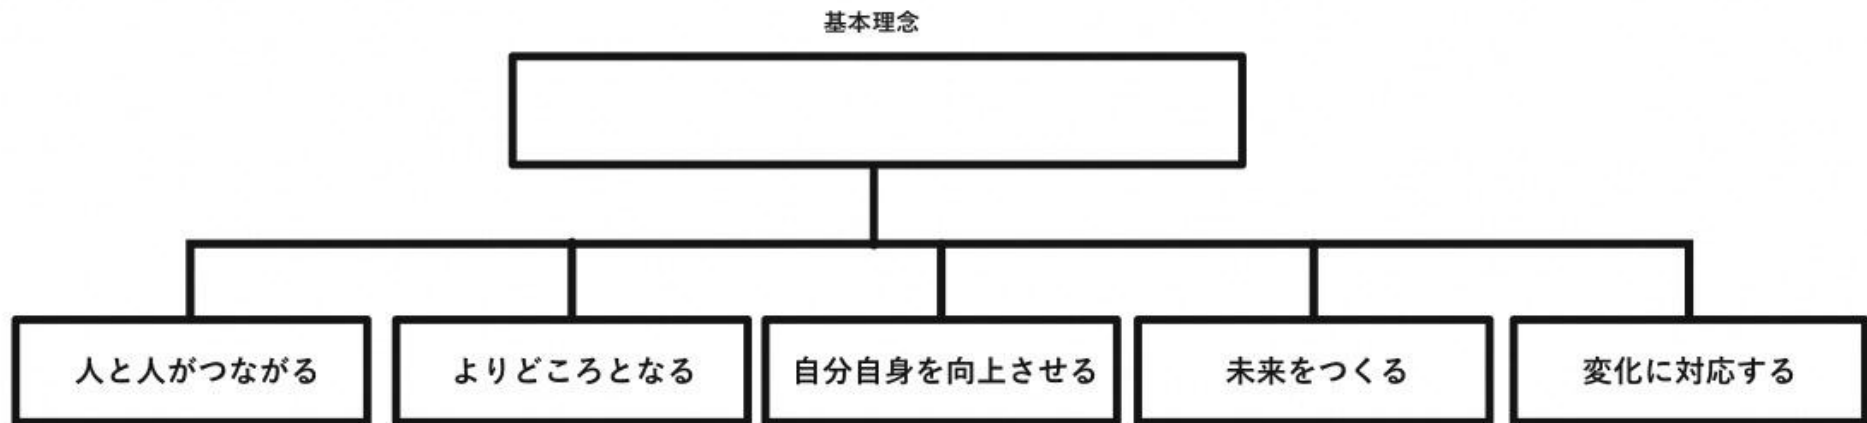 基本理念
人と人がつながる
よりどころとなる
自分自身を向上させる
未来をつくる
変化に対応する